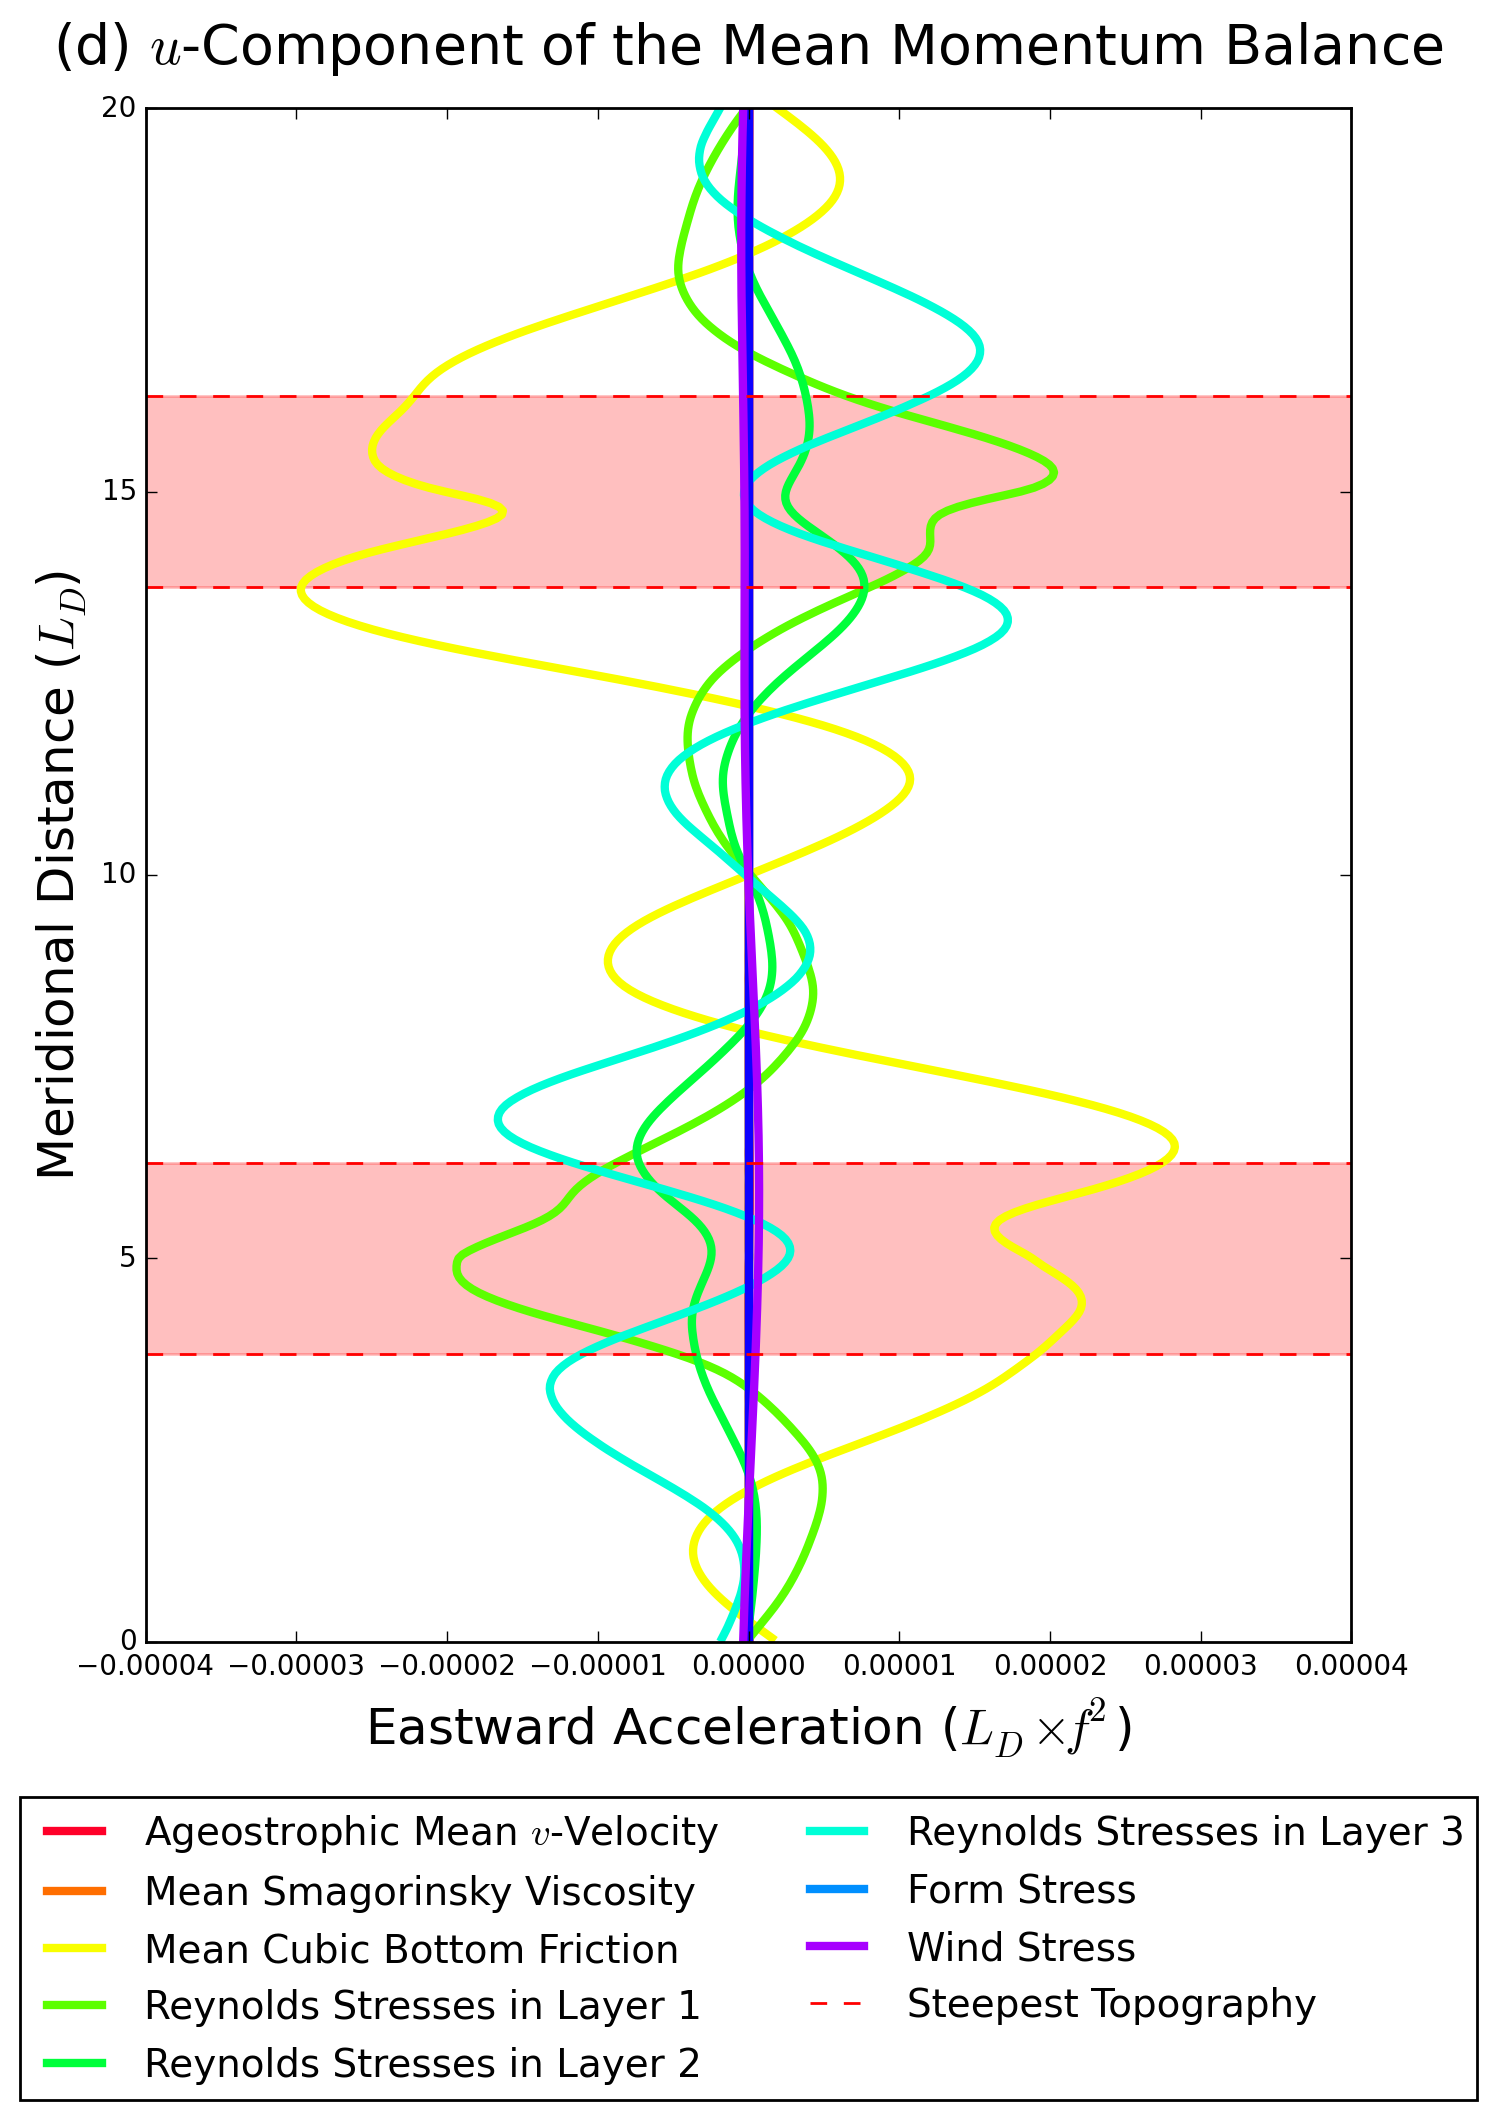 (d) u-Component of the Mean Momentum Balance
20
15
10
5
0
Meridional Distance (L_D)
−0.00004 −0.00003 −0.00002 −0.00001 0.00000 0.00001 0.00002 0.00003 0.00004
Eastward Acceleration (L_D × f²)
Ageostrophic Mean v-Velocity
Mean Smagorinsky Viscosity
Mean Cubic Bottom Friction
Reynolds Stresses in Layer 1
Reynolds Stresses in Layer 2
Reynolds Stresses in Layer 3
Form Stress
Wind Stress
Steepest Topography